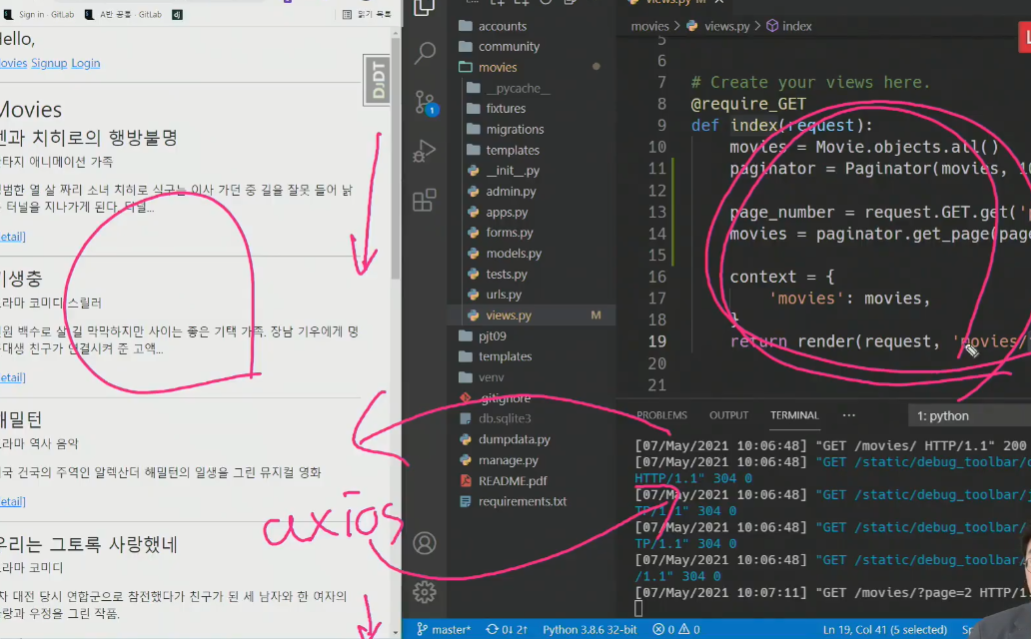 Sign in · GitLab
A반 공통 · GitLab
dj
읽기 목록
Hello,
Movies Signup Login
DJDT
Movies
센과 치히로의 행방불명
판타지 애니메이션 가족
평범한 열 살 짜리 소녀 치히로 식구는 이사 가던 중 길을 잘못 들어 낡
은 터널을 지나가게 된다. 터널...
[detail]
기생충
드라마 코미디 스릴러
전원 백수로 살 길 막막하지만 사이는 좋은 기택 가족. 장남 기우에게 명
문대생 친구가 연결시켜 준 고액...
[detail]
해밀턴
드라마 역사 음악
미국 건국의 주역인 알렉산더 해밀턴의 일생을 그린 뮤지컬 영화
[detail]
우리는 그토록 사랑했네
드라마 코미디
차 대전 당시 연합군으로 참전했다가 친구가 된 세 남자와 한 여자의
사랑과 우정을 그린 작품.
axios
1
accounts
community
movies
__pycache__
fixtures
migrations
templates
__init__.py
admin.py
apps.py
forms.py
models.py
tests.py
urls.py
views.py M
pjt09
templates
venv
.gitignore
db.sqlite3
dumpdata.py
manage.py
README.pdf
requirements.txt
views.py M
movies > views.py > index
5
6
7 # Create your views here.
8 @require_GET
9 def index(request):
10 movies = Movie.objects.all()
11 paginator = Paginator(movies, 10
12
13 page_number = request.GET.get('p
14 movies = paginator.get_page(page
15
16 context = {
17 'movies': movies,
18 }
19 return render(request, 'movies/
20
21
PROBLEMS OUTPUT TERMINAL ··· 1: python
[07/May/2021 10:06:48] "GET /movies/ HTTP/1.1" 200
[07/May/2021 10:06:48] "GET /static/debug_toolbar/
HTTP/1.1" 304 0
[07/May/2021 10:06:48] "GET /static/debug_toolbar/
TP/1.1" 304 0
[07/May/2021 10:06:48] "GET /static/debug_toolbar/
TP/1.1" 304 0
[07/May/2021 10:06:48] "GET /static/debug_toolbar/
/1.1" 304 0
[07/May/2021 10:07:11] "GET /movies/?page=2 HTTP/1
master* 0↓ 2↑ Python 3.8.6 32-bit 0 0 Ln 19, Col 41 (5 selected)